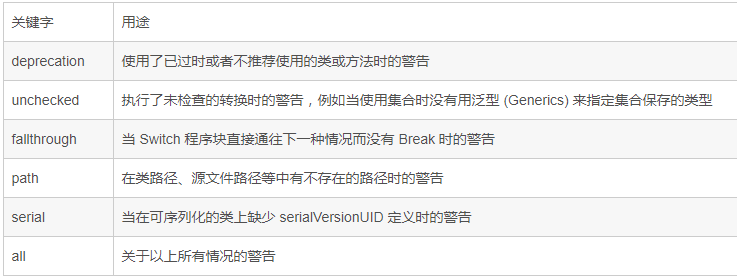 关键字 用途
deprecation 使用了已过时或者不推荐使用的类或方法时的警告
unchecked 执行了未检查的转换时的警告，例如当使用集合时没有用泛型 (Generics) 来指定集合保存的类型
fallthrough 当 Switch 程序块直接通往下一种情况而没有 Break 时的警告
path 在类路径、源文件路径等中有不存在的路径时的警告
serial 当在可序列化的类上缺少 serialVersionUID 定义时的警告
all 关于以上所有情况的警告